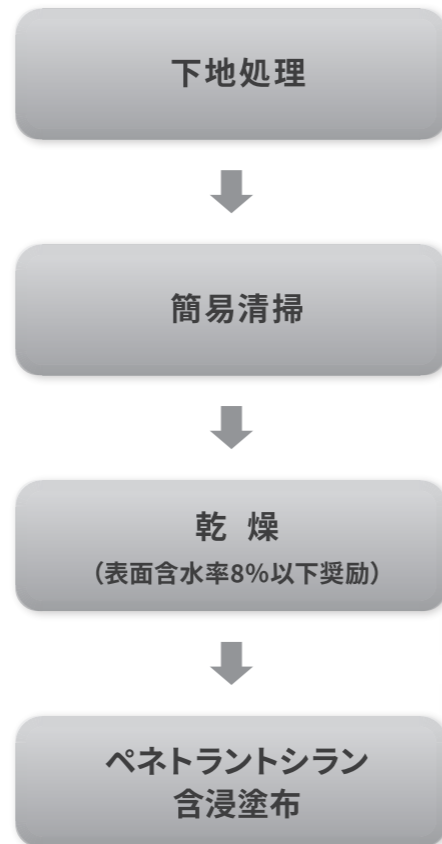 下地処理
簡易清掃
乾 燥
（表面含水率8%以下奨励）
ペネトラントシラン
含浸塗布